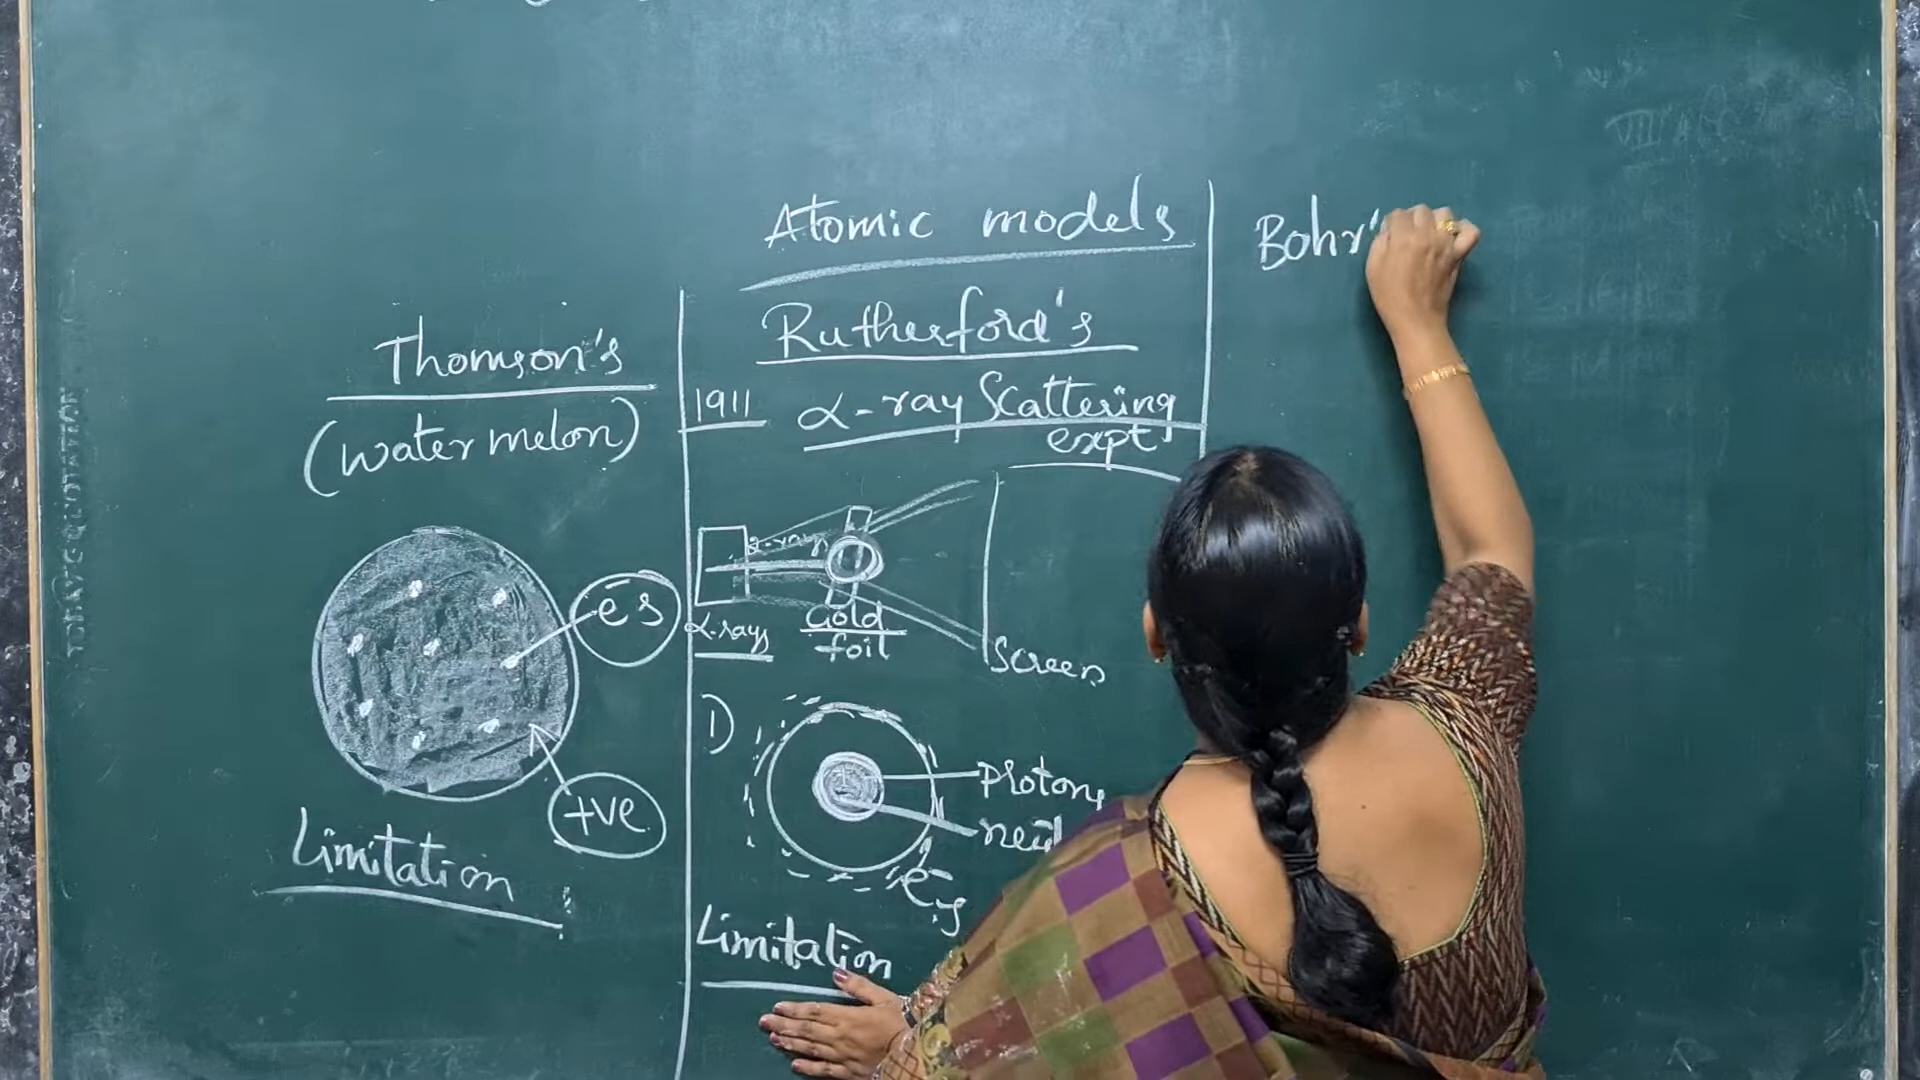 Atomic models
Thomson's
(water melon)
e̅s
+ve
Limitation
Rutherford's
1911
α-ray Scattering
expt
α-rays
α-rays
Gold
foil
Screen
1)
+
Protons
e̅s
Limitation
Bohr's